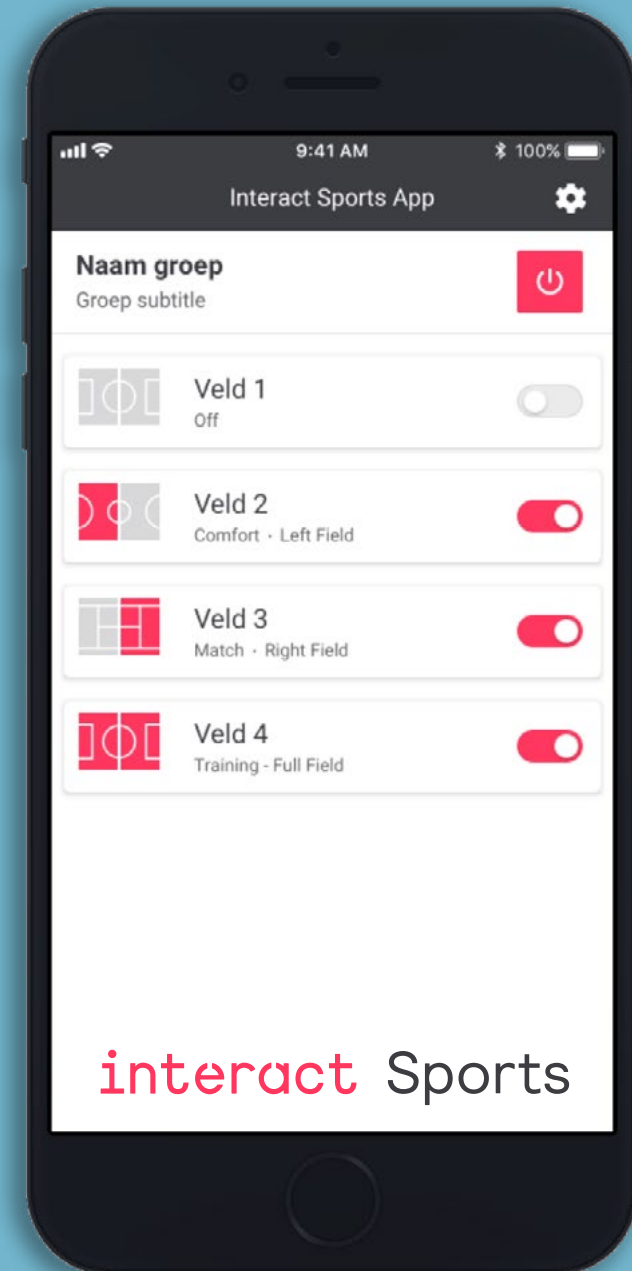 9:41 AM
100%
Interact Sports App
Naam groep
Groep subtitle
Veld 1
Off
Veld 2
Comfort · Left Field
Veld 3
Match · Right Field
Veld 4
Training - Full Field
interact Sports